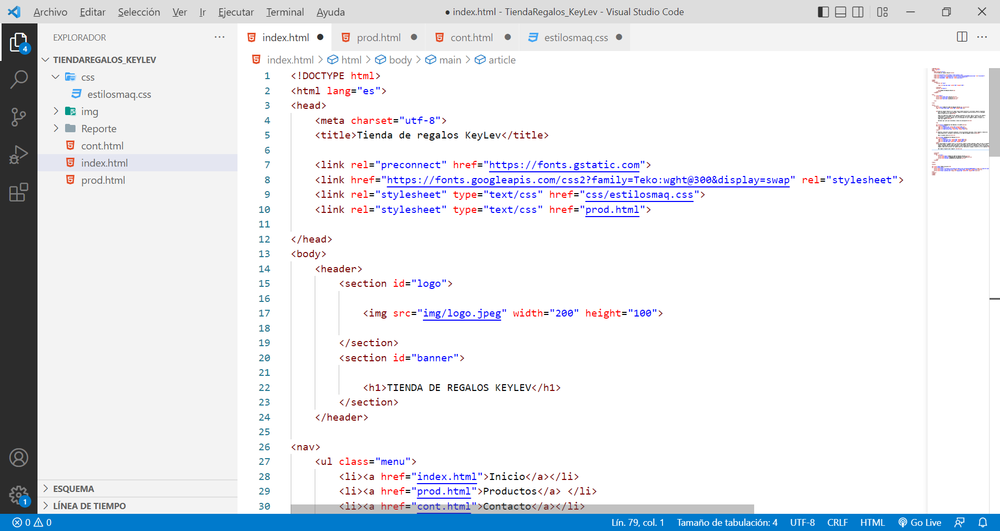 Archivo Editar Selección Ver Ir Ejecutar Terminal Ayuda ● index.html - TiendaRegalos_KeyLev - Visual Studio Code
EXPLORADOR ···
4
TIENDAREGALOS_KEYLEV
css
estilosmaq.css
img
Reporte
cont.html
index.html
prod.html
ESQUEMA
LÍNEA DE TIEMPO
1
index.html ● prod.html ● cont.html ● estilosmaq.css ●
index.html > html > body > main > article
1 <!DOCTYPE html>
2 <html lang="es">
3 <head>
4 <meta charset="utf-8">
5 <title>Tienda de regalos KeyLev</title>
6
7 <link rel="preconnect" href="https://fonts.gstatic.com">
8 <link href="https://fonts.googleapis.com/css2?family=Teko:wght@300&display=swap" rel="stylesheet">
9 <link rel="stylesheet" type="text/css" href="css/estilosmaq.css">
10 <link rel="stylesheet" type="text/css" href="prod.html">
11
12 </head>
13 <body>
14 <header>
15 <section id="logo">
16
17 <img src="img/logo.jpeg" width="200" height="100">
18
19 </section>
20 <section id="banner">
21
22 <h1>TIENDA DE REGALOS KEYLEV</h1>
23 </section>
24 </header>
25
26 <nav>
27 <ul class="menu">
28 <li><a href="index.html">Inicio</a></li>
29 <li><a href="prod.html">Productos</a> </li>
30 <li><a href="cont.html">Contacto</a></li>
0 0 Lín. 79, col. 1 Tamaño de tabulación: 4 UTF-8 CRLF HTML Go Live